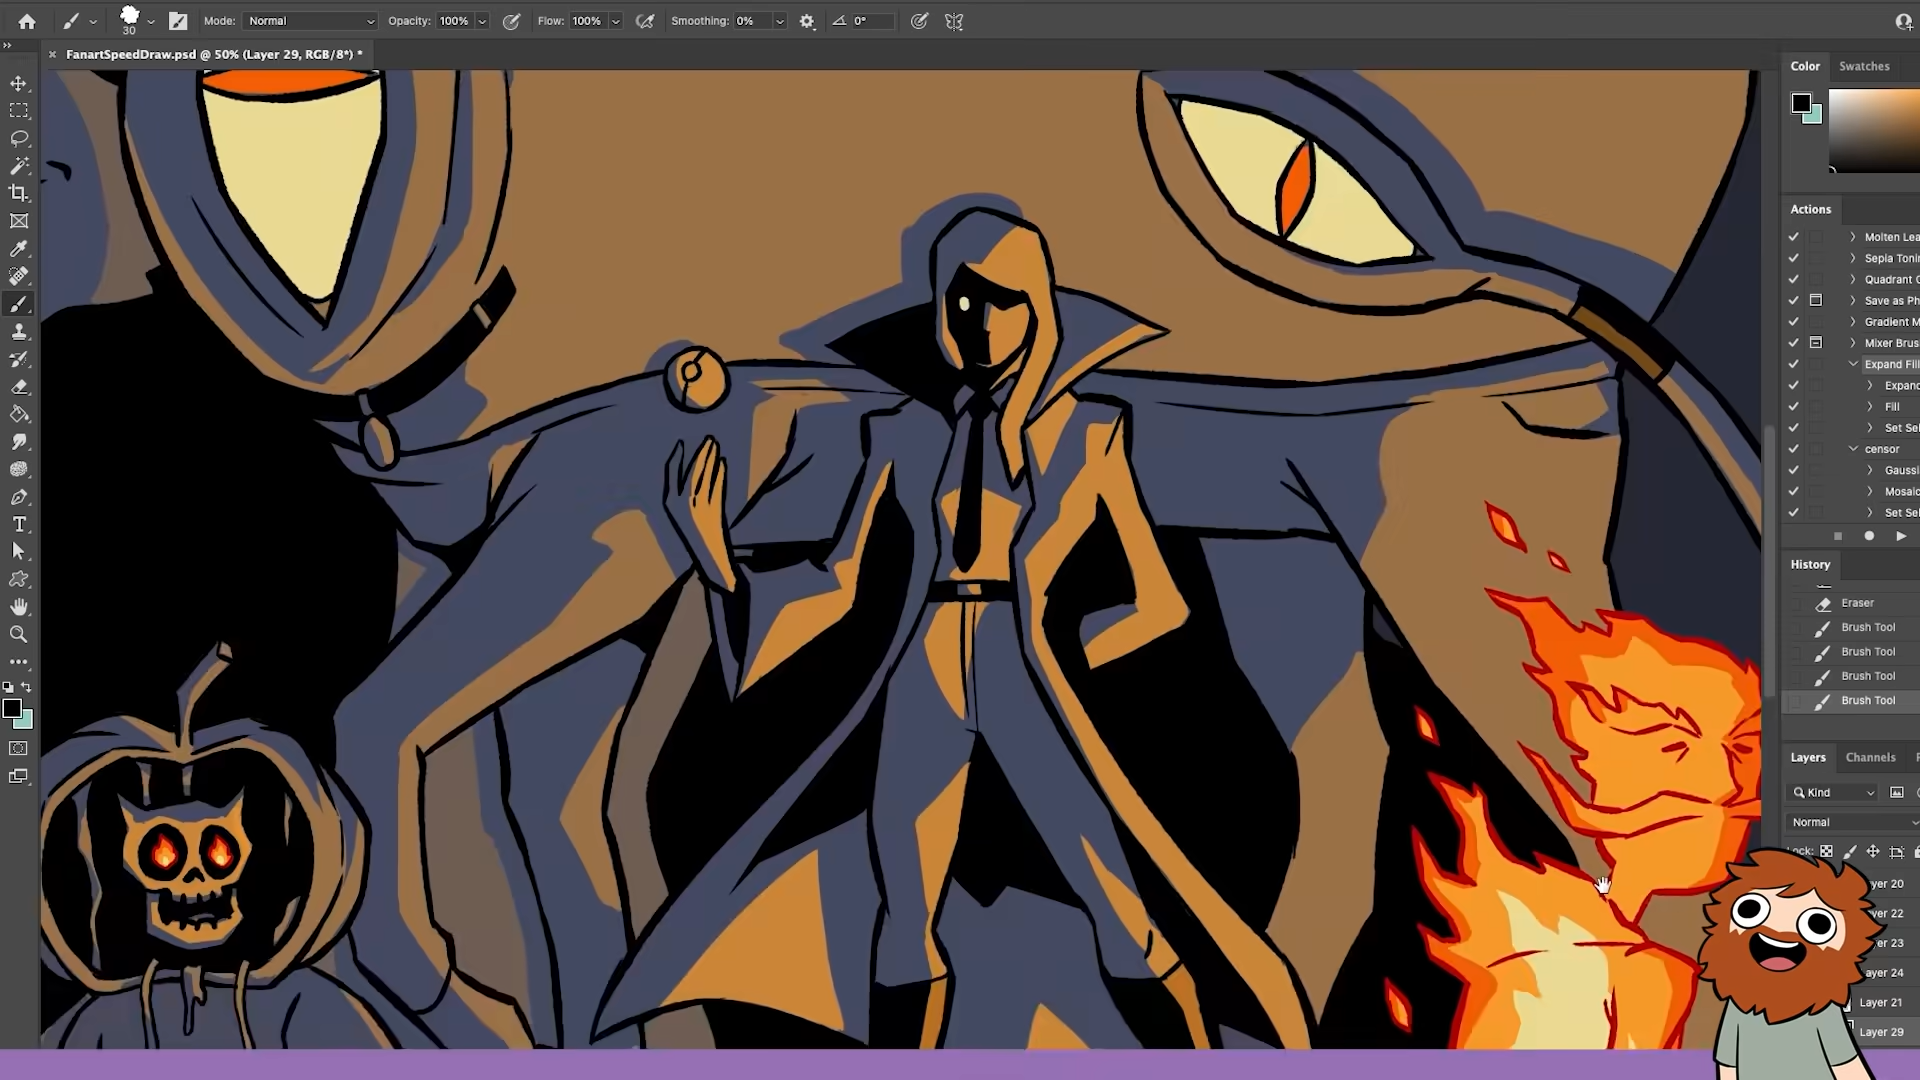 Mode: Normal Opacity: 100% Flow: 100% Smoothing: 0% 0°
30
FanartSpeedDraw.psd @ 50% (Layer 29, RGB/8*) *
Color Swatches
Actions
Molten Lea
Sepia Toni
Quadrant C
Save as Ph
Gradient M
Mixer Brus
Expand Fill
Expand
Fill
Set Sel
censor
Gaussi
Mosaic
Set Sel
History
Eraser
Brush Tool
Brush Tool
Brush Tool
Brush Tool
Layers Channels P
Kind
Normal
Lock:
yer 20
yer 22
23
ayer 24
Layer 21
Layer 29